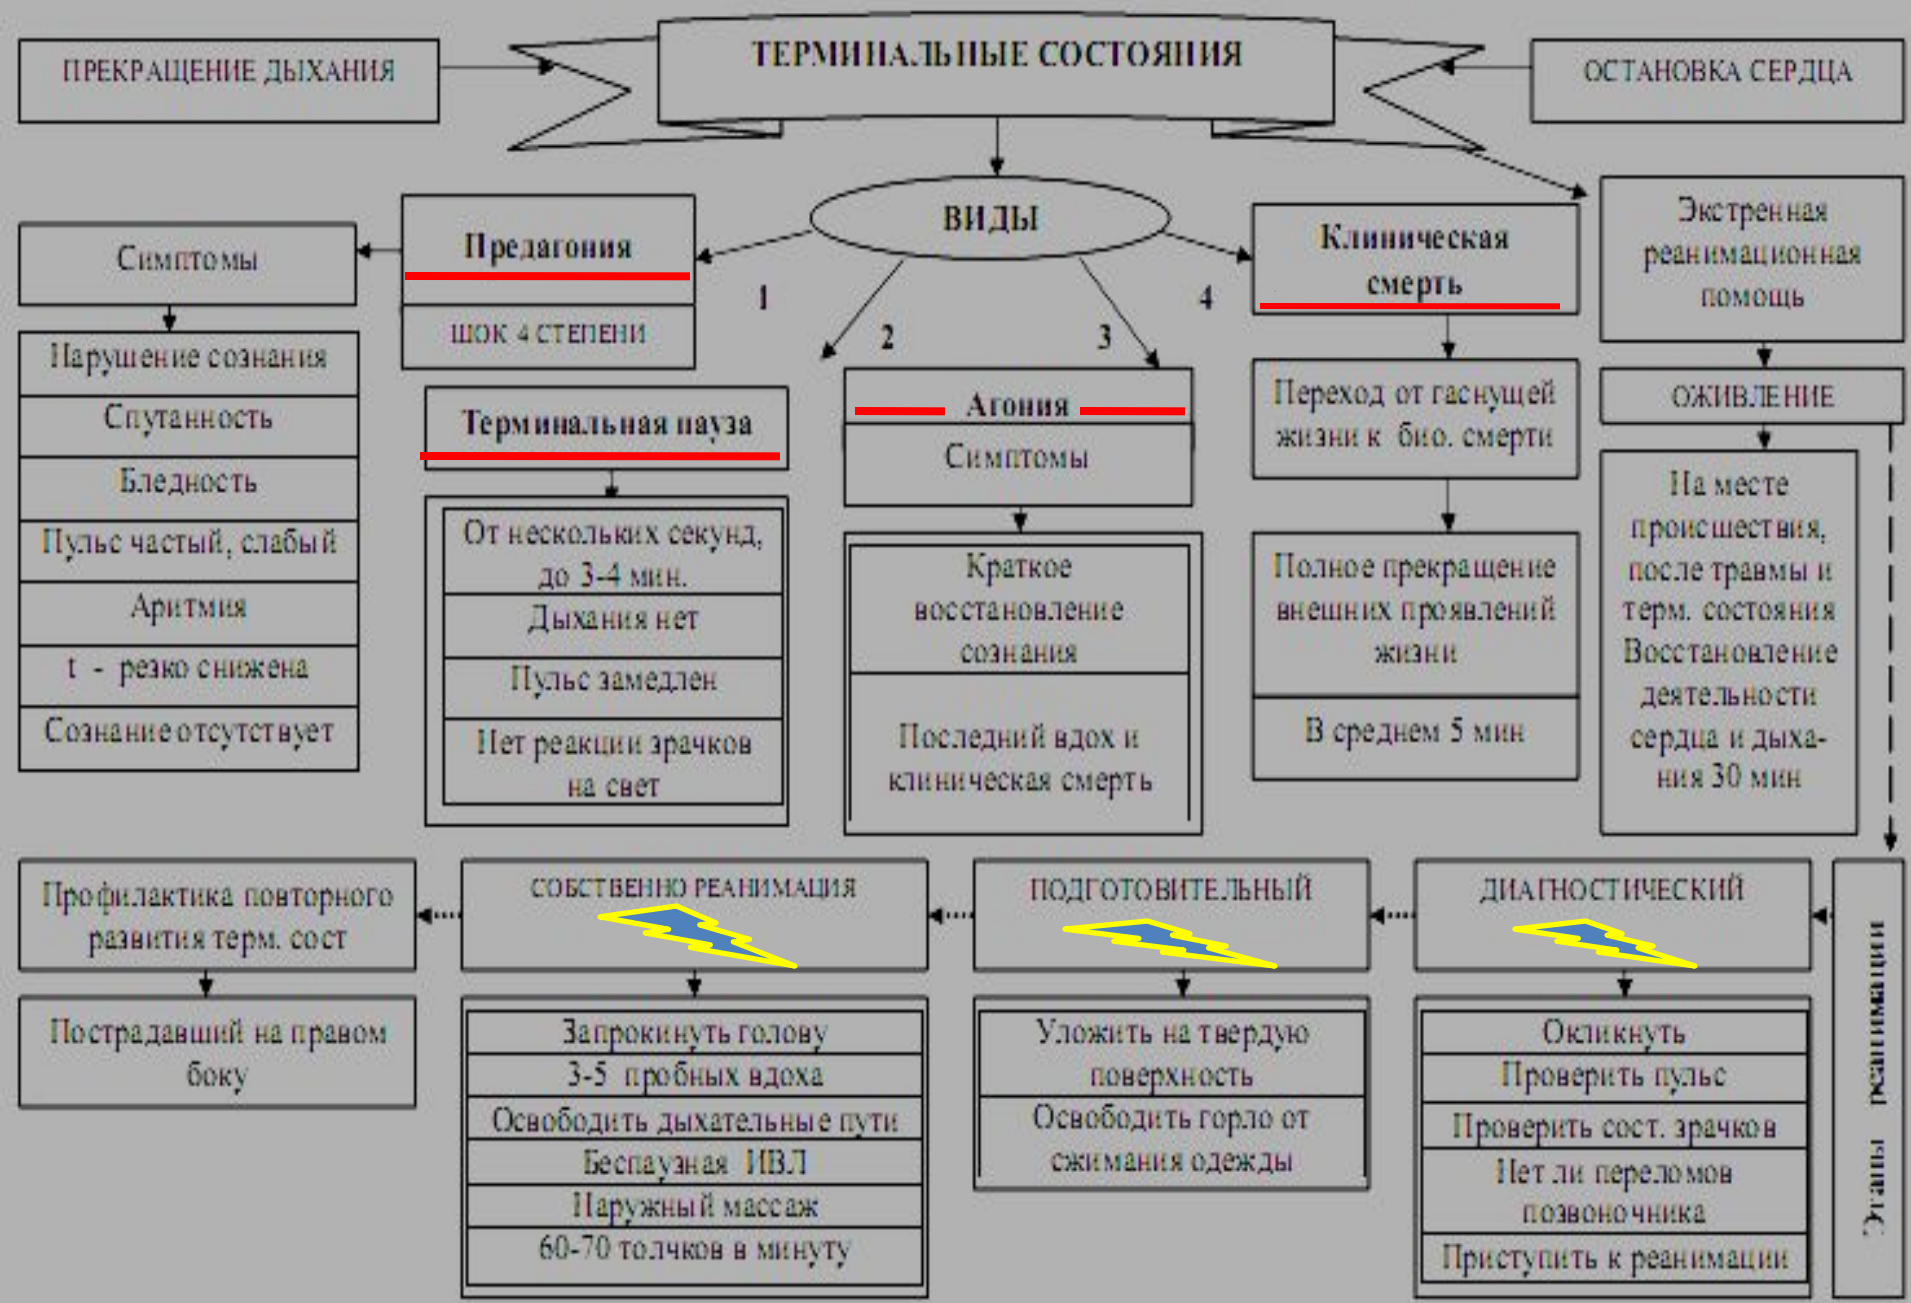 ПРЕКРАЩЕНИЕ ДЫХАНИЯ
ТЕРМИНАЛЬНЫЕ СОСТОЯНИЯ
ОСТАНОВКА СЕРДЦА
ВИДЫ
1
2
3
4
Предагония
ШОК 4 СТЕПЕНИ
Симптомы
Нарушение сознания
Спутанность
Бледность
Пульс частый, слабый
Аритмия
t - резко снижена
Сознание отсутствует
Терминальная пауза
От нескольких секунд,
до 3-4 мин.
Дыхания нет
Пульс замедлен
Нет реакции зрачков
на свет
Агония
Симптомы
Краткое
восстановление
сознания
Последний вдох и
клиническая смерть
Клиническая
смерть
Переход от гаснущей
жизни к био. смерти
Полное прекращение
внешних проявлений
жизни
В среднем 5 мин
Экстренная
реанимационная
помощь
ОЖИВЛЕНИЕ
На месте
происшествия,
после травмы и
терм. состояния
Восстановление
деятельности
сердца и дыха-
ния 30 мин
Этапы реанимации
ДИАГНОСТИЧЕСКИЙ
Окликнуть
Проверить пульс
Проверить сост. зрачков
Нет ли переломов
позвоночника
Приступить к реанимации
ПОДГОТОВИТЕЛЬНЫЙ
Уложить на твердую
поверхность
Освободить горло от
сжимания одежды
СОБСТВЕННО РЕАНИМАЦИЯ
Запрокинуть голову
3-5 пробных вдоха
Освободить дыхательные пути
Беспаузная ИВЛ
Наружный массаж
60-70 толчков в минуту
Профилактика повторного
развития терм. сост
Пострадавший на правом
боку